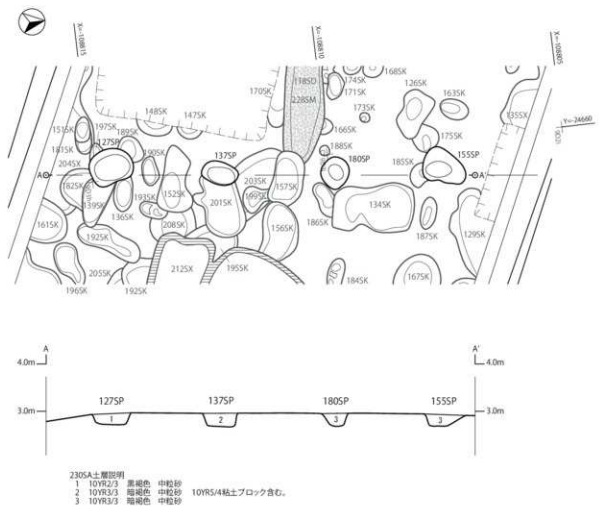 X=-108815
X=-108810
X=-108805
Y=-24660
118SD
228SM
168SK
174SK
171SK
126SK
163SK
170SK
173SK
135SX
148SK
147SK
151SK
197SK
189SK
166SK
175SK
127SP
181SK
190SK
137SP
188SK
180SP
155SP
204SX
185SK
A
A'
182SK
203SK
157SK
139SK
193SK
152SK
199SK
201SK
136SK
186SK
134SK
161SK
208SK
156SK
187SK
192SK
129SK
195SK
212SX
205SK
167SK
184SK
196SK
192SK
A
A'
4.0m
4.0m
127SP
137SP
180SP
155SP
3.0m
3.0m
1
2
3
3
230SA土層説明
1 10YR2/3 黒褐色 中粒砂
2 10YR3/3 暗褐色 中粒砂 10YR5/4粘土ブロック含む。
3 10YR3/3 暗褐色 中粒砂